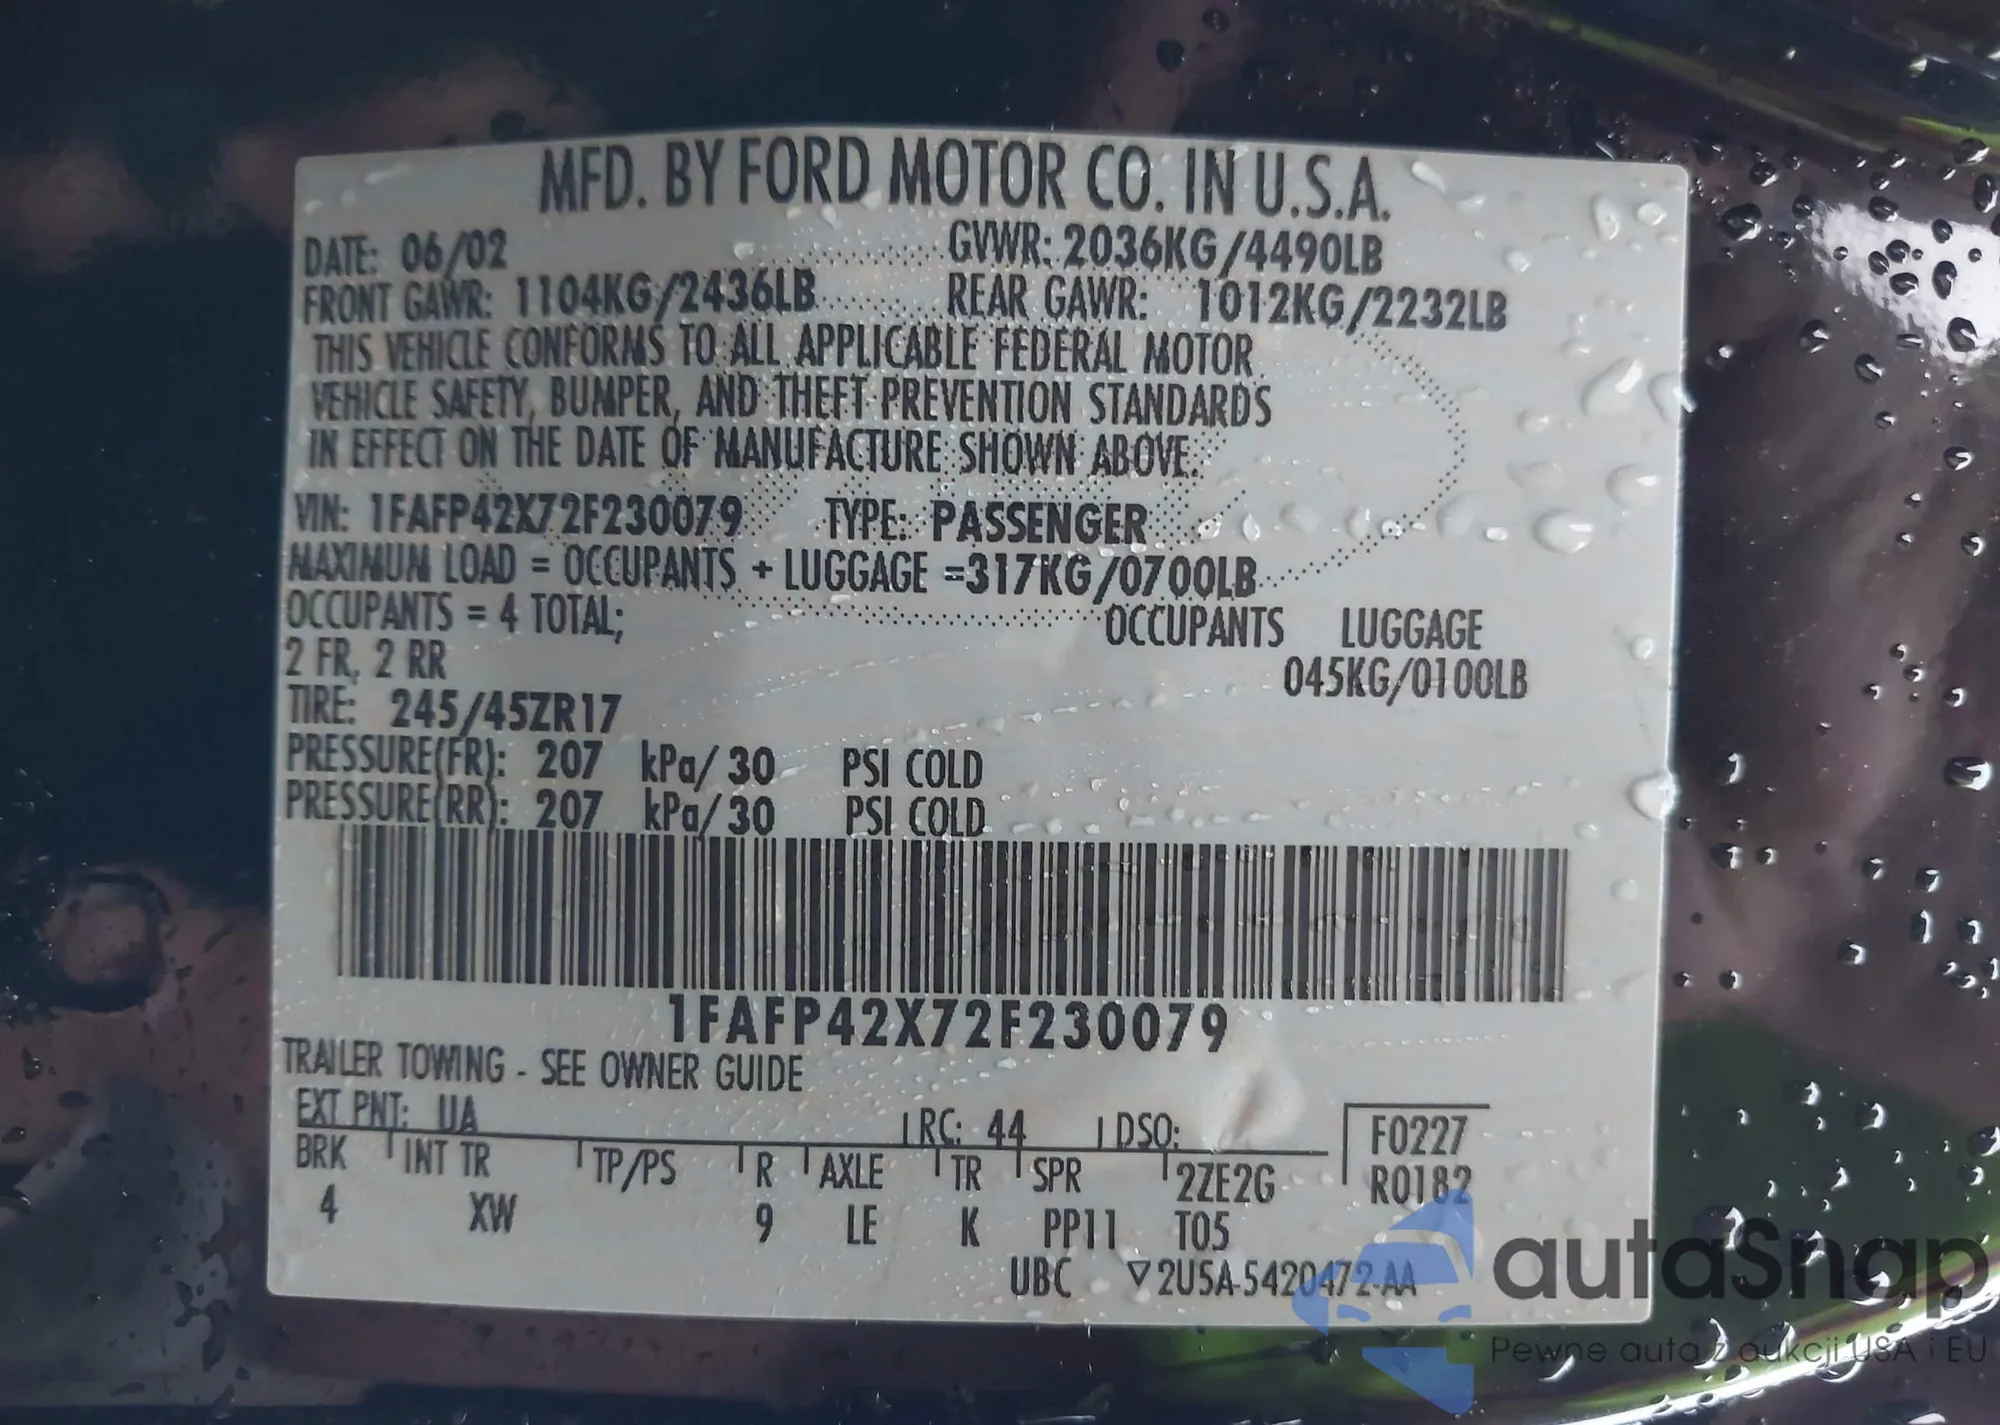 MFD. BY FORD MOTOR CO. IN U.S.A.
DATE: 06/02 GVWR: 2036KG/4490LB
FRONT GAWR: 1104KG/2436LB REAR GAWR: 1012KG/2232LB
THIS VEHICLE CONFORMS TO ALL APPLICABLE FEDERAL MOTOR
VEHICLE SAFETY, BUMPER, AND THEFT PREVENTION STANDARDS
IN EFFECT ON THE DATE OF MANUFACTURE SHOWN ABOVE.
VIN: 1FAFP42X72F230079 TYPE: PASSENGER
MAXIMUM LOAD = OCCUPANTS + LUGGAGE =317KG/0700LB
OCCUPANTS = 4 TOTAL; OCCUPANTS LUGGAGE
2 FR, 2 RR 045KG/0100LB
TIRE: 245/45ZR17
PRESSURE(FR): 207 kPa/ 30 PSI COLD
PRESSURE(RR): 207 kPa/ 30 PSI COLD
1FAFP42X72F230079
TRAILER TOWING - SEE OWNER GUIDE
EXT PNT: UA RC: 44 DSO: F0227
BRK INT TR TP/PS R AXLE TR SPR 2ZE2G R0182
4 XW 9 LE K PP11 T05
UBC ▽2U5A-5420472-AA
autaSnap
Pewne auta z aukcji USA i EU